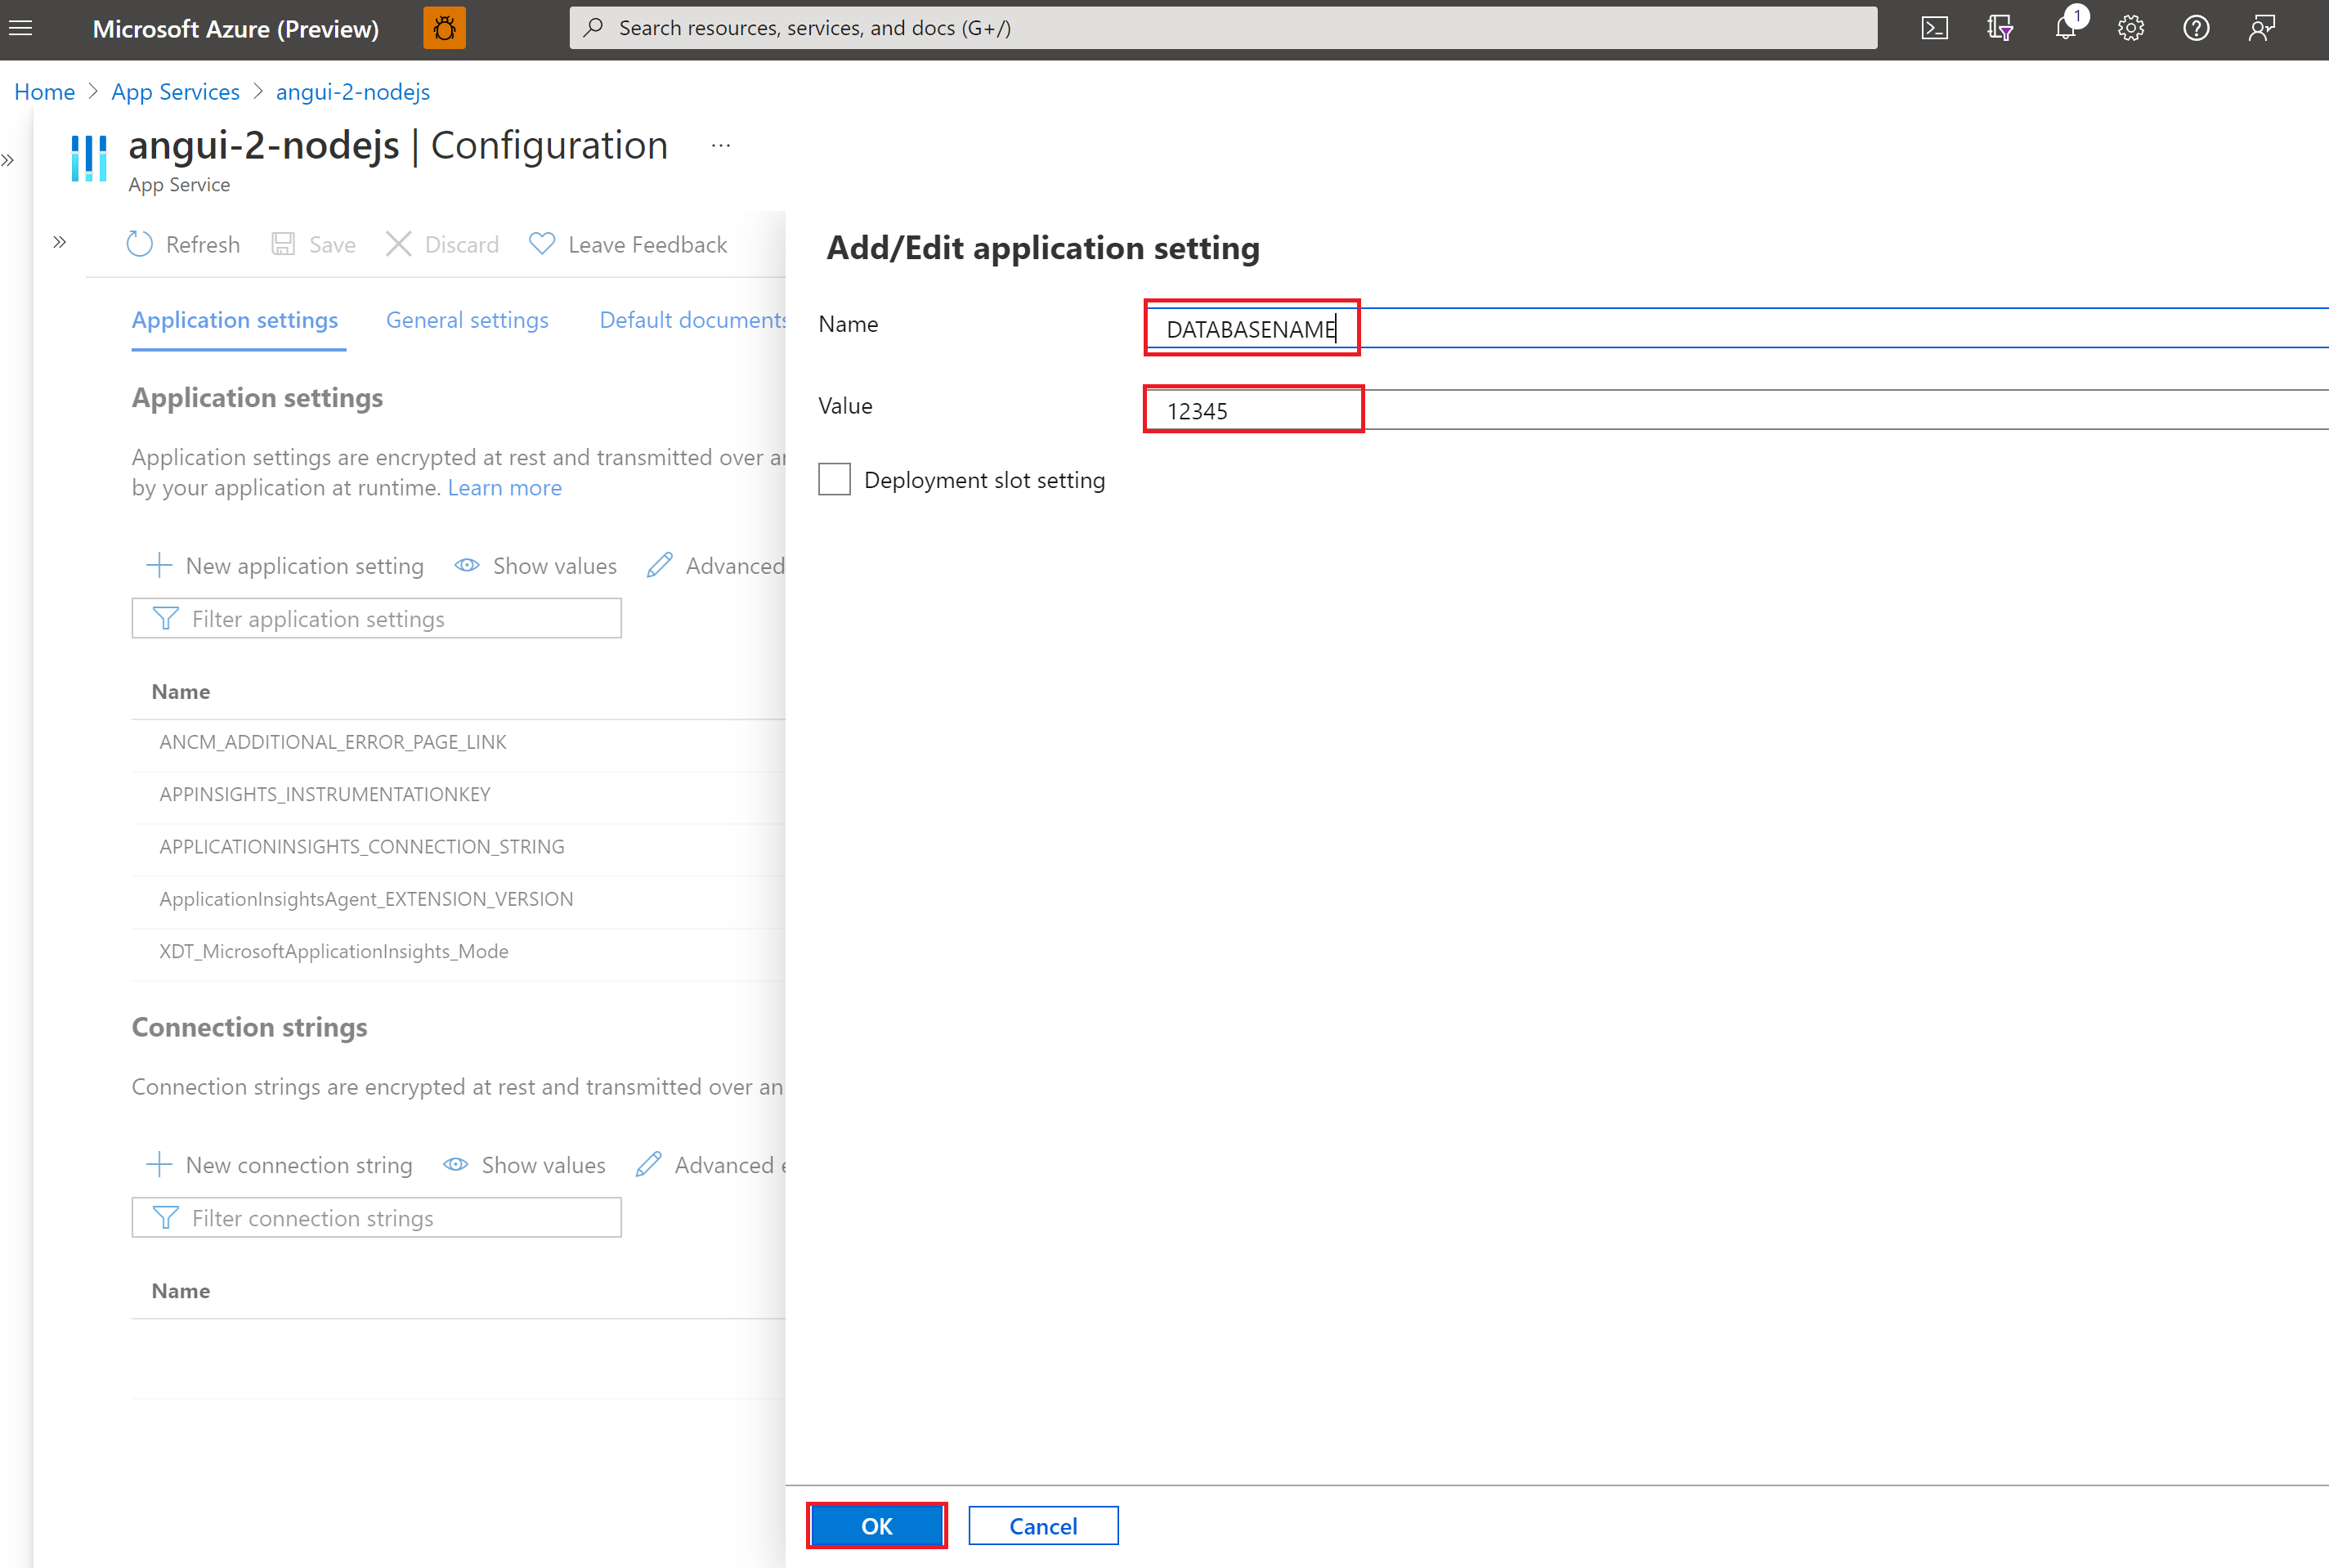 Microsoft Azure (Preview)
Search resources, services, and docs (G+/)
1
Home > App Services > angui-2-nodejs
angui-2-nodejs | Configuration ...
App Service
Refresh Save Discard Leave Feedback
Application settings General settings Default documents
Application settings
Application settings are encrypted at rest and transmitted over an
by your application at runtime. Learn more
New application setting Show values Advanced
Filter application settings
Name
ANCM_ADDITIONAL_ERROR_PAGE_LINK
APPINSIGHTS_INSTRUMENTATIONKEY
APPLICATIONINSIGHTS_CONNECTION_STRING
ApplicationInsightsAgent_EXTENSION_VERSION
XDT_MicrosoftApplicationInsights_Mode
Connection strings
Connection strings are encrypted at rest and transmitted over an
New connection string Show values Advanced e
Filter connection strings
Name
Add/Edit application setting
Name DATABASENAME
Value 12345
Deployment slot setting
OK Cancel